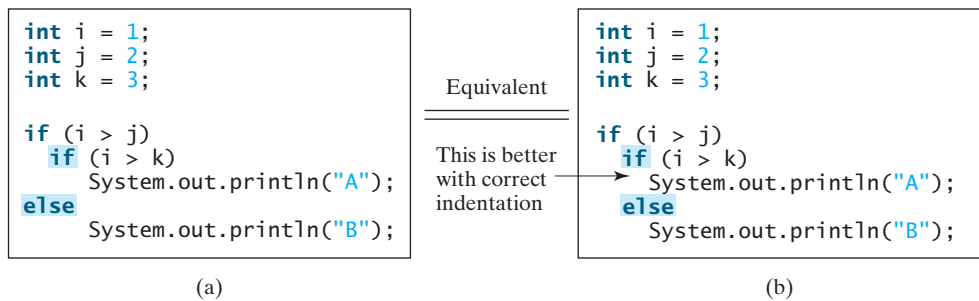 int i = 1;
int j = 2;
int k = 3;
if (i > j)
if (i > k)
System.out.println("A");
else
System.out.println("B");
(a)
Equivalent
This is better
with correct
indentation
int i = 1;
int j = 2;
int k = 3;
if (i > j)
if (i > k)
System.out.println("A");
else
System.out.println("B");
(b)